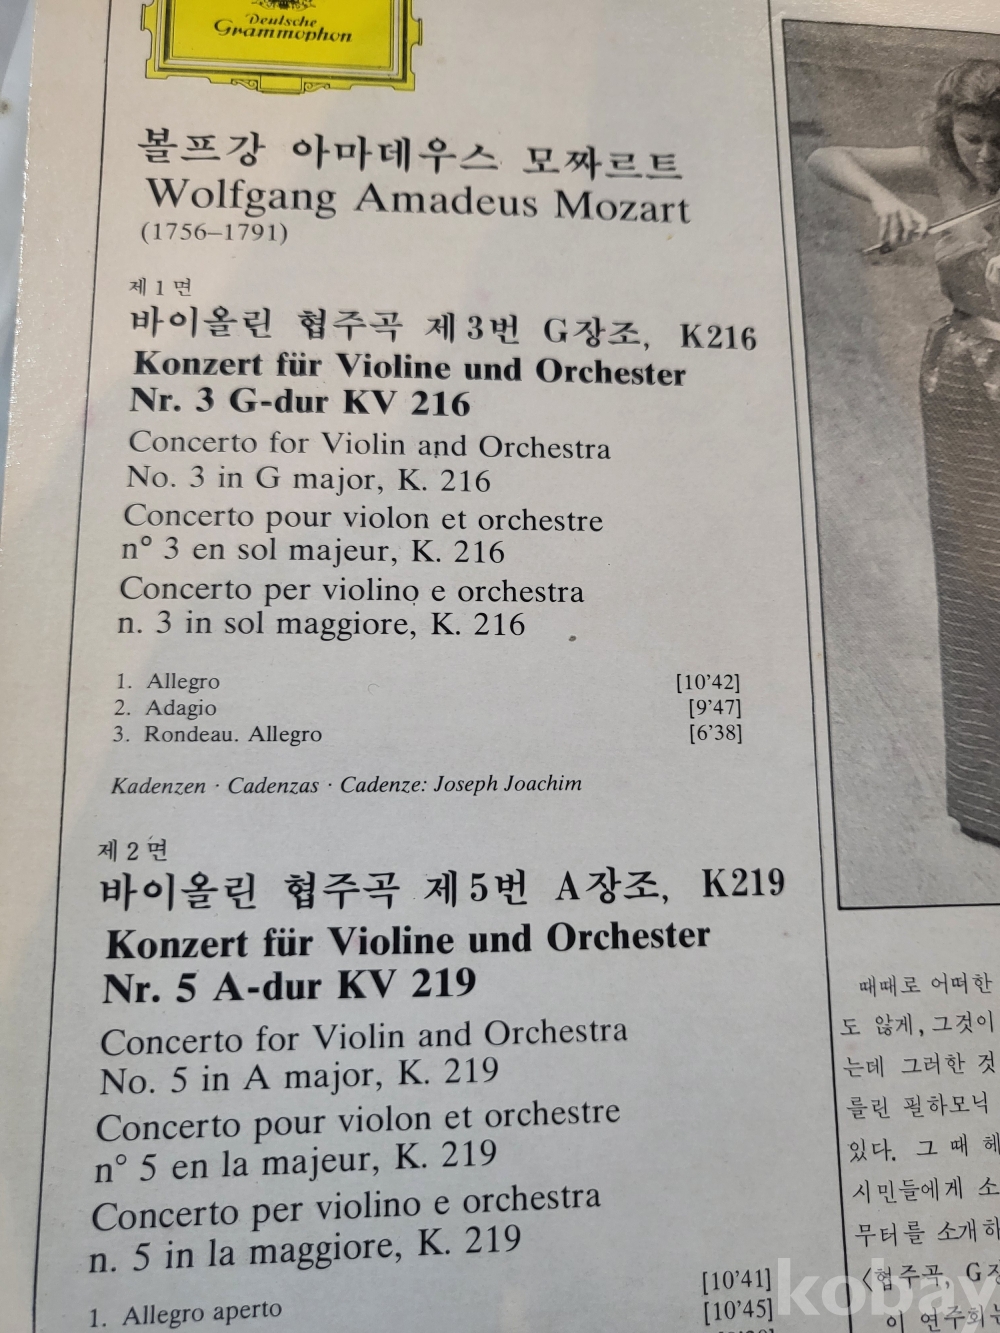 Deutsche
Grammophon
볼프강 아마데우스 모짜르트
Wolfgang Amadeus Mozart
(1756–1791)
제 1 면
바이올린 협주곡 제3번 G장조, K216
Konzert für Violine und Orchester
Nr. 3 G-dur KV 216
Concerto for Violin and Orchestra
No. 3 in G major, K. 216
Concerto pour violon et orchestre
n° 3 en sol majeur, K. 216
Concerto per violino e orchestra
n. 3 in sol maggiore, K. 216
1. Allegro [10'42]
2. Adagio [9'47]
3. Rondeau. Allegro [6'38]
Kadenzen · Cadenzas · Cadenze: Joseph Joachim
제 2 면
바이올린 협주곡 제5번 A장조, K219
Konzert für Violine und Orchester
Nr. 5 A-dur KV 219
Concerto for Violin and Orchestra
No. 5 in A major, K. 219
Concerto pour violon et orchestre
n° 5 en la majeur, K. 219
Concerto per violino e orchestra
n. 5 in la maggiore, K. 219
1. Allegro aperto [10'41]
[10'45]
때때로 어떠한
도 않게, 그것이
는데 그러한 것
를린 필하모닉
있다. 그 때 헤
시민들에게 소
무터를 소개하
〈협주곡, G장
이 연주회는
kobay